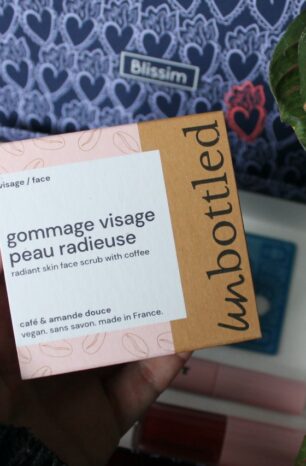 Blissim
visage / face
gommage visage
peau radieuse
radiant skin face scrub with coffee
café & amande douce
vegan. sans savon. made in France.
unbottled